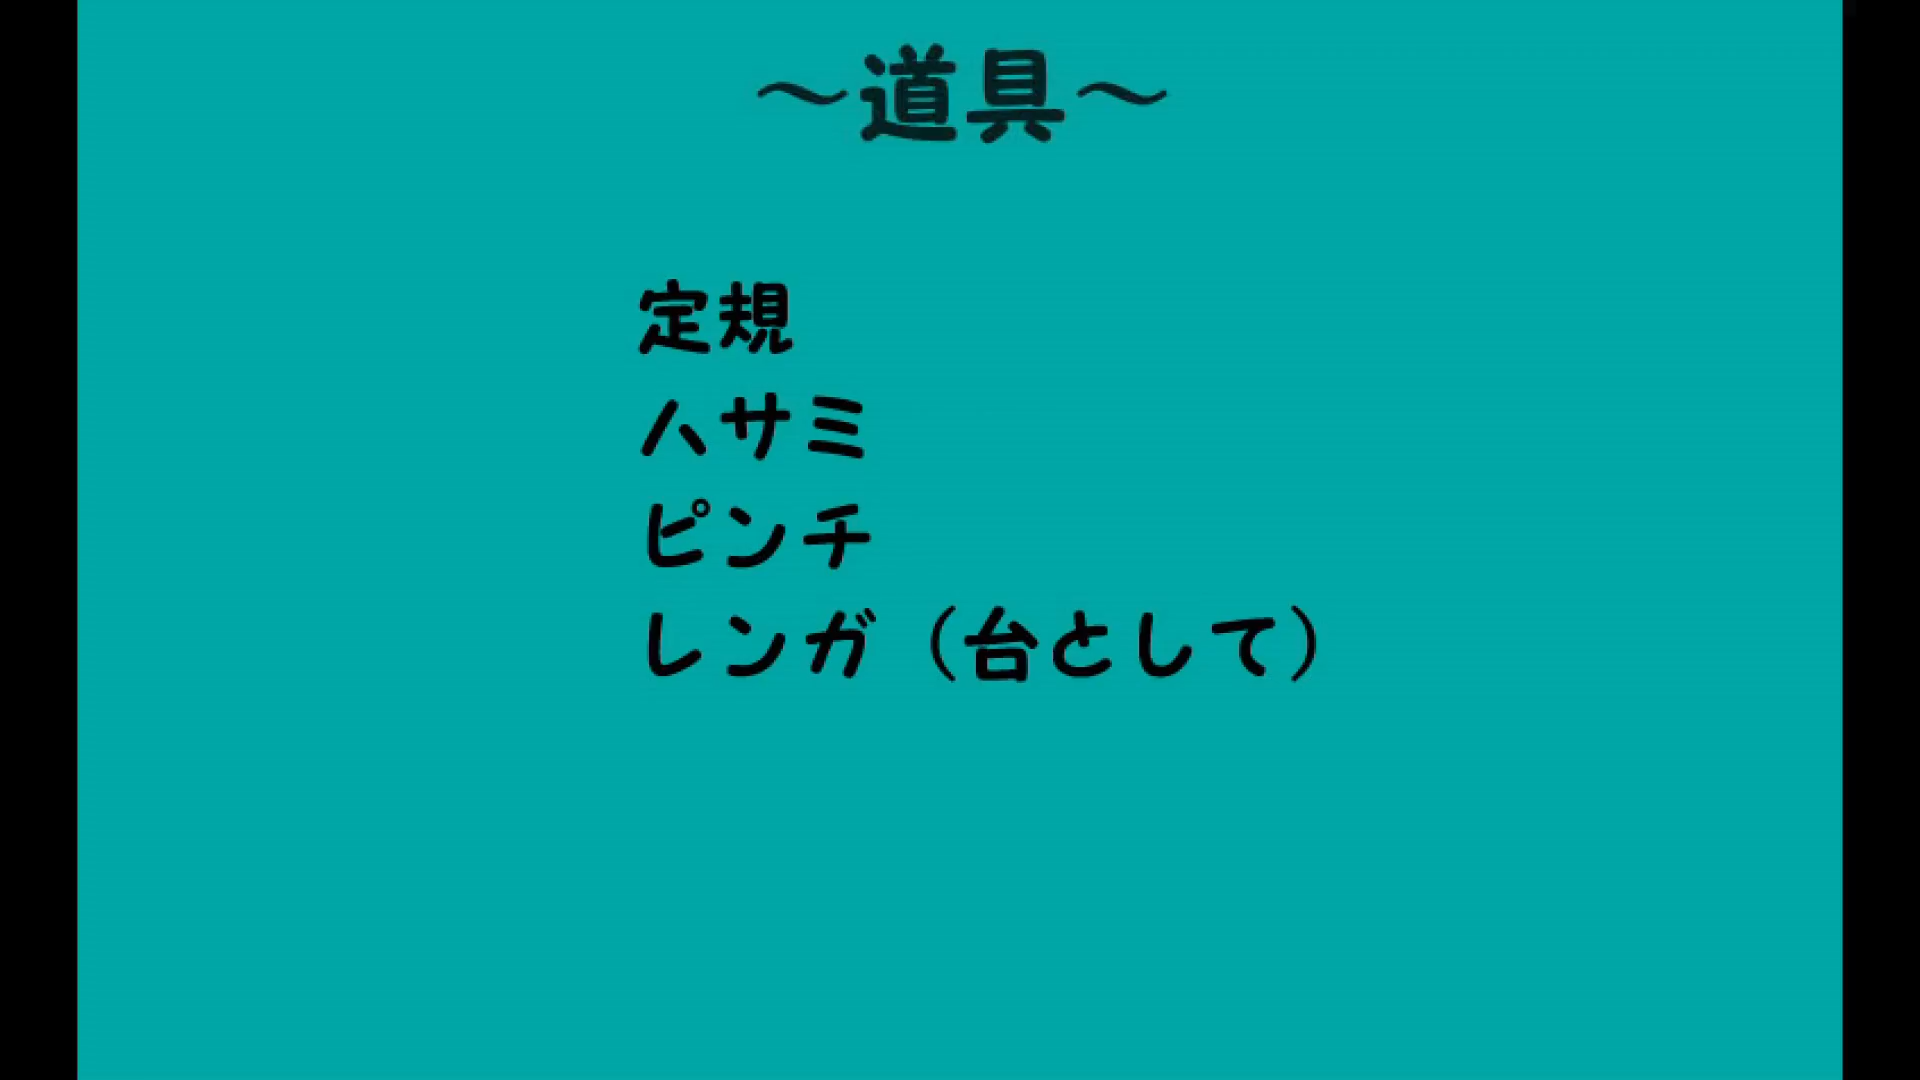 ～道具～
定規
ハサミ
ピンチ
レンガ（台として）